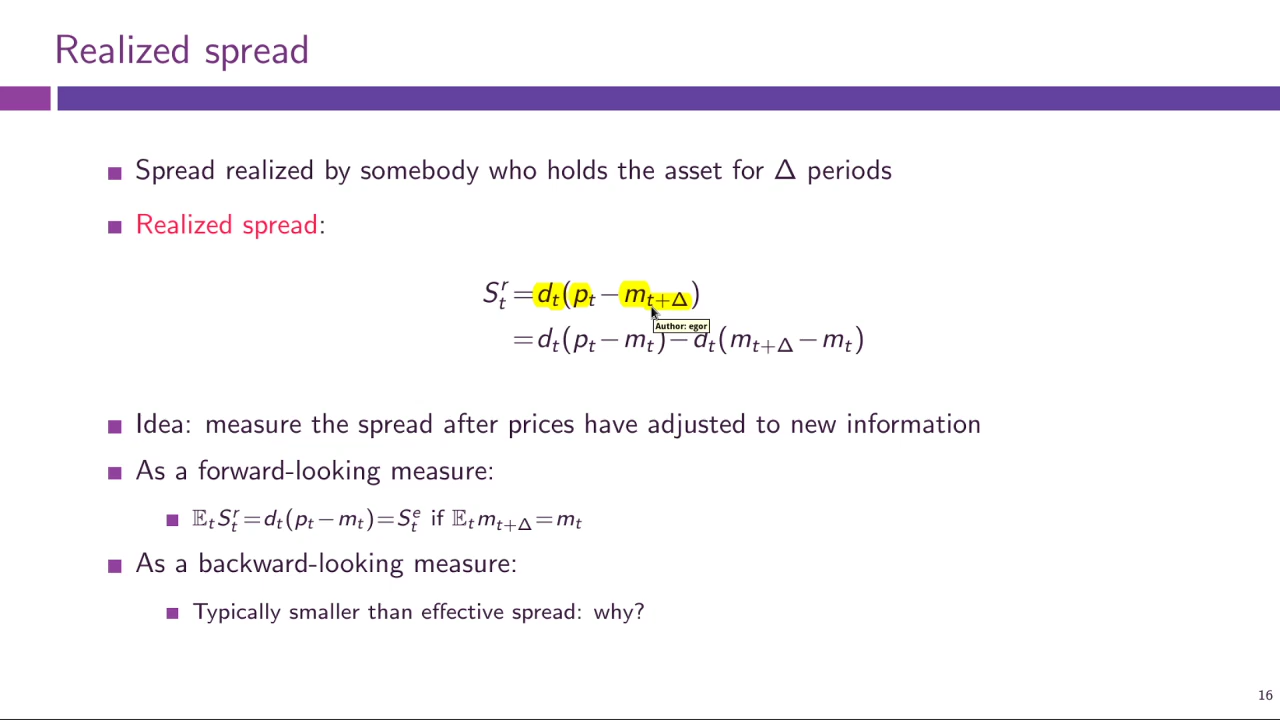 Realized spread
Spread realized by somebody who holds the asset for Δ periods
Realized spread:
S_t^r = d_t(p_t − m_{t+Δ})
Author: egor
= d_t(p_t − m_t) − d_t(m_{t+Δ} − m_t)
Idea: measure the spread after prices have adjusted to new information
As a forward-looking measure:
𝔼_t S_t^r = d_t(p_t − m_t) = S_t^e if 𝔼_t m_{t+Δ} = m_t
As a backward-looking measure:
Typically smaller than effective spread: why?
16